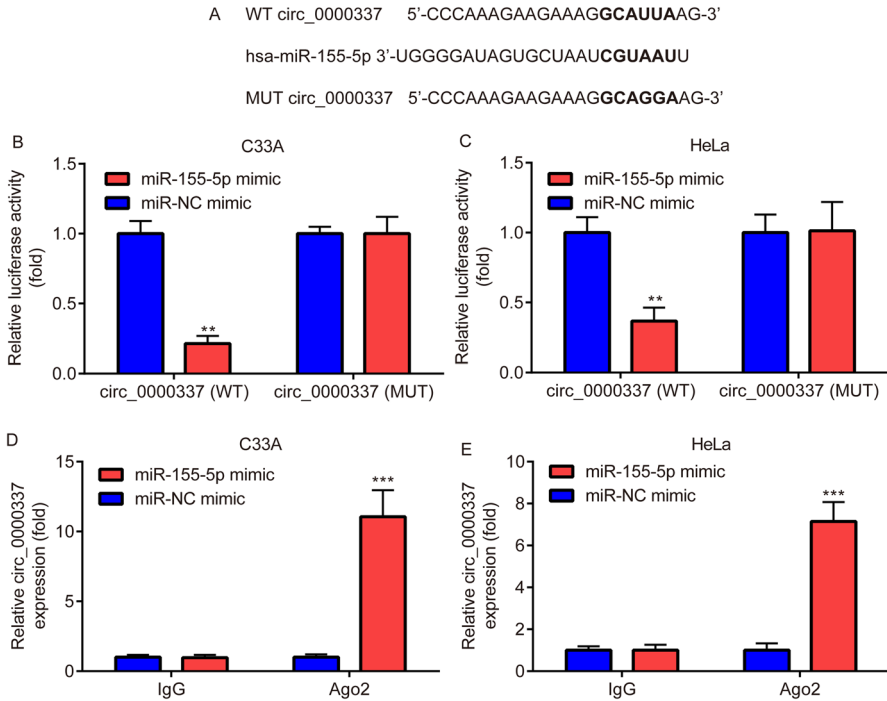 A
WT circ_0000337 5’-CCCAAAGAAGAAAGGCAUUAAG-3’
hsa-miR-155-5p 3’-UGGGGAUAGUGCUAAUCGUAAUU
MUT circ_0000337 5’-CCCAAAGAAGAAAGGCAGGAAG-3’
B
C33A
Relative luciferase activity
(fold)
1.5
1.0
0.5
0.0
miR-155-5p mimic
miR-NC mimic
**
circ_0000337 (WT)
circ_0000337 (MUT)
C
HeLa
Relative luciferase activity
(fold)
1.5
1.0
0.5
0.0
miR-155-5p mimic
miR-NC mimic
**
circ_0000337 (WT)
circ_0000337 (MUT)
D
C33A
Relative circ_0000337
expression (fold)
15
10
5
0
miR-155-5p mimic
miR-NC mimic
***
IgG
Ago2
E
HeLa
Relative circ_0000337
expression (fold)
10
8
6
4
2
0
miR-155-5p mimic
miR-NC mimic
***
IgG
Ago2